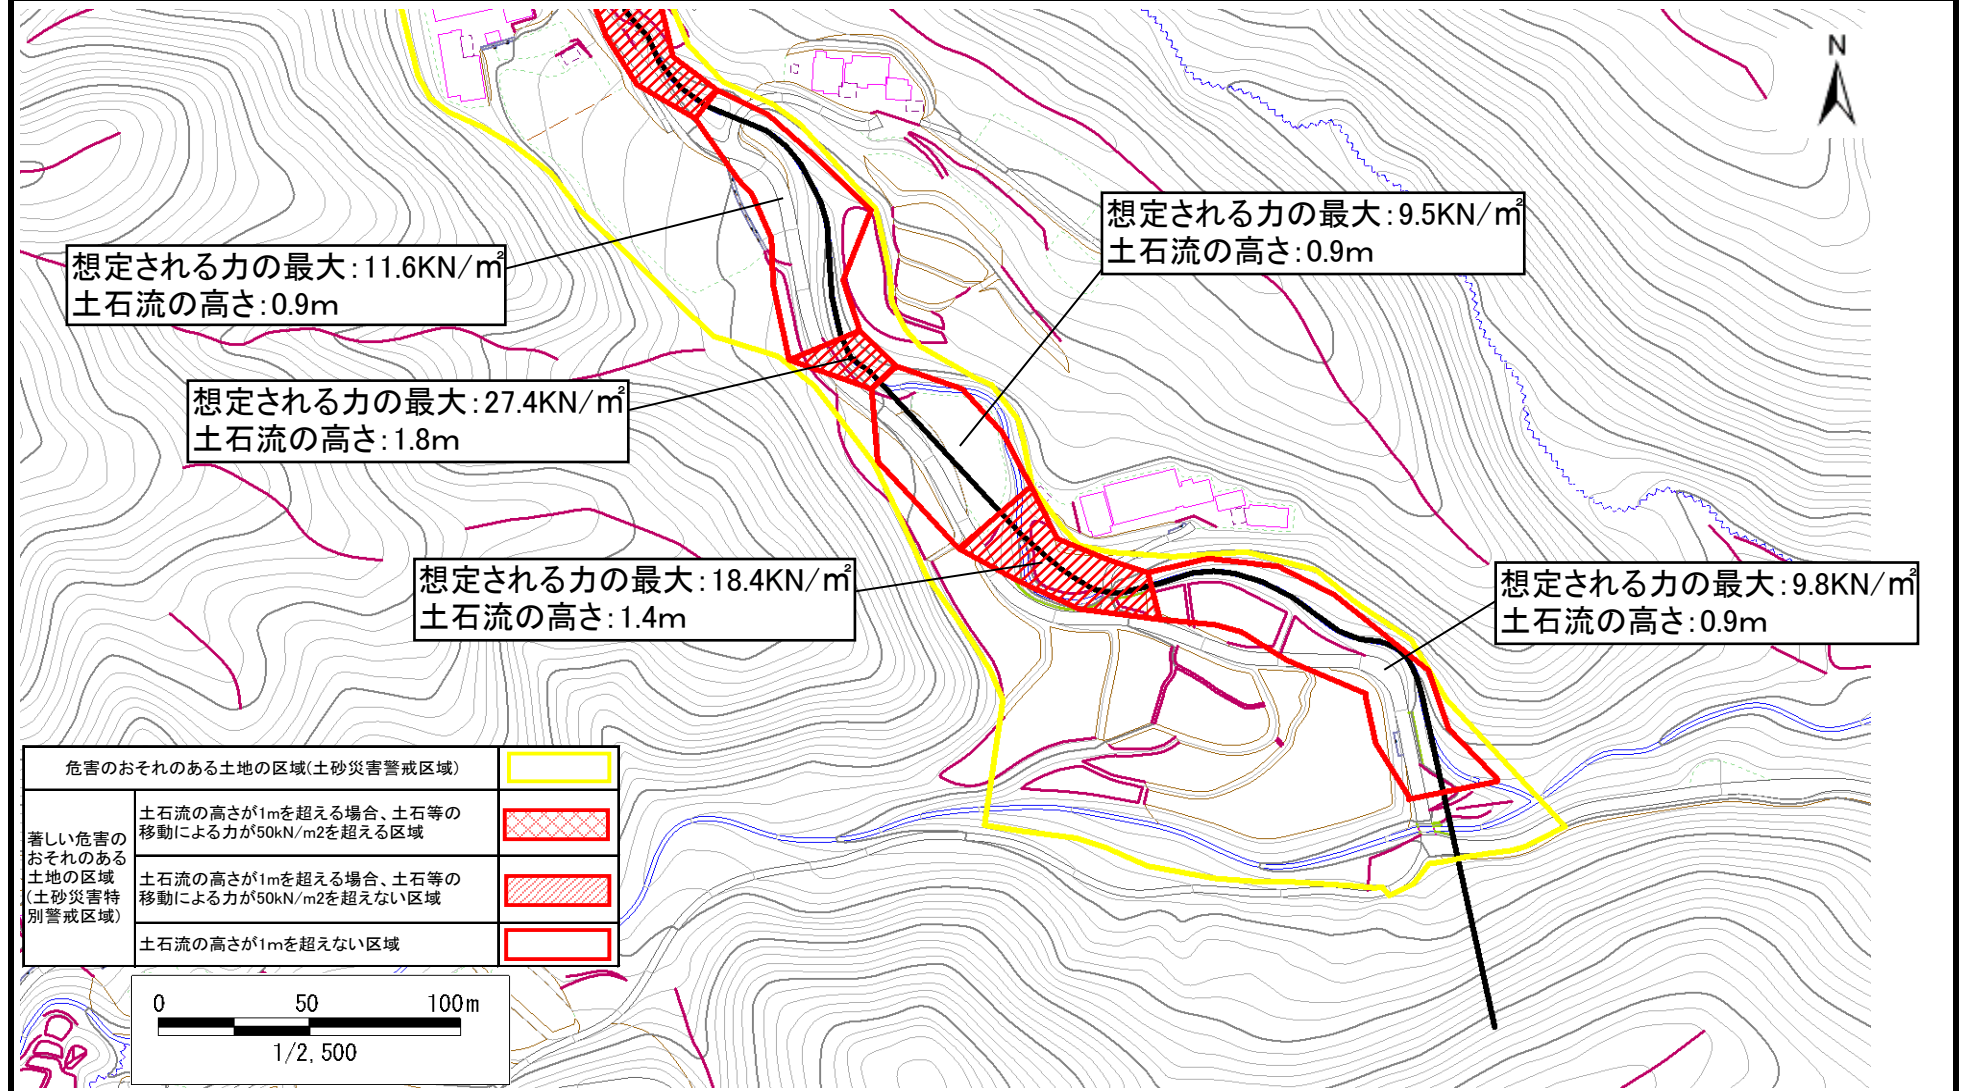 N
想定される力の最大:9.5KN/㎡
土石流の高さ:0.9m
想定される力の最大:11.6KN/㎡
土石流の高さ:0.9m
想定される力の最大:27.4KN/㎡
土石流の高さ:1.8m
想定される力の最大:18.4KN/㎡
土石流の高さ:1.4m
想定される力の最大:9.8KN/㎡
土石流の高さ:0.9m
危害のおそれのある土地の区域(土砂災害警戒区域)
著しい危害の
おそれのある
土地の区域
(土砂災害特
別警戒区域)
土石流の高さが1mを超える場合、土石等の
移動による力が50kN/m2を超える区域
土石流の高さが1mを超える場合、土石等の
移動による力が50kN/m2を超えない区域
土石流の高さが1mを超えない区域
0 50 100m
1/2,500